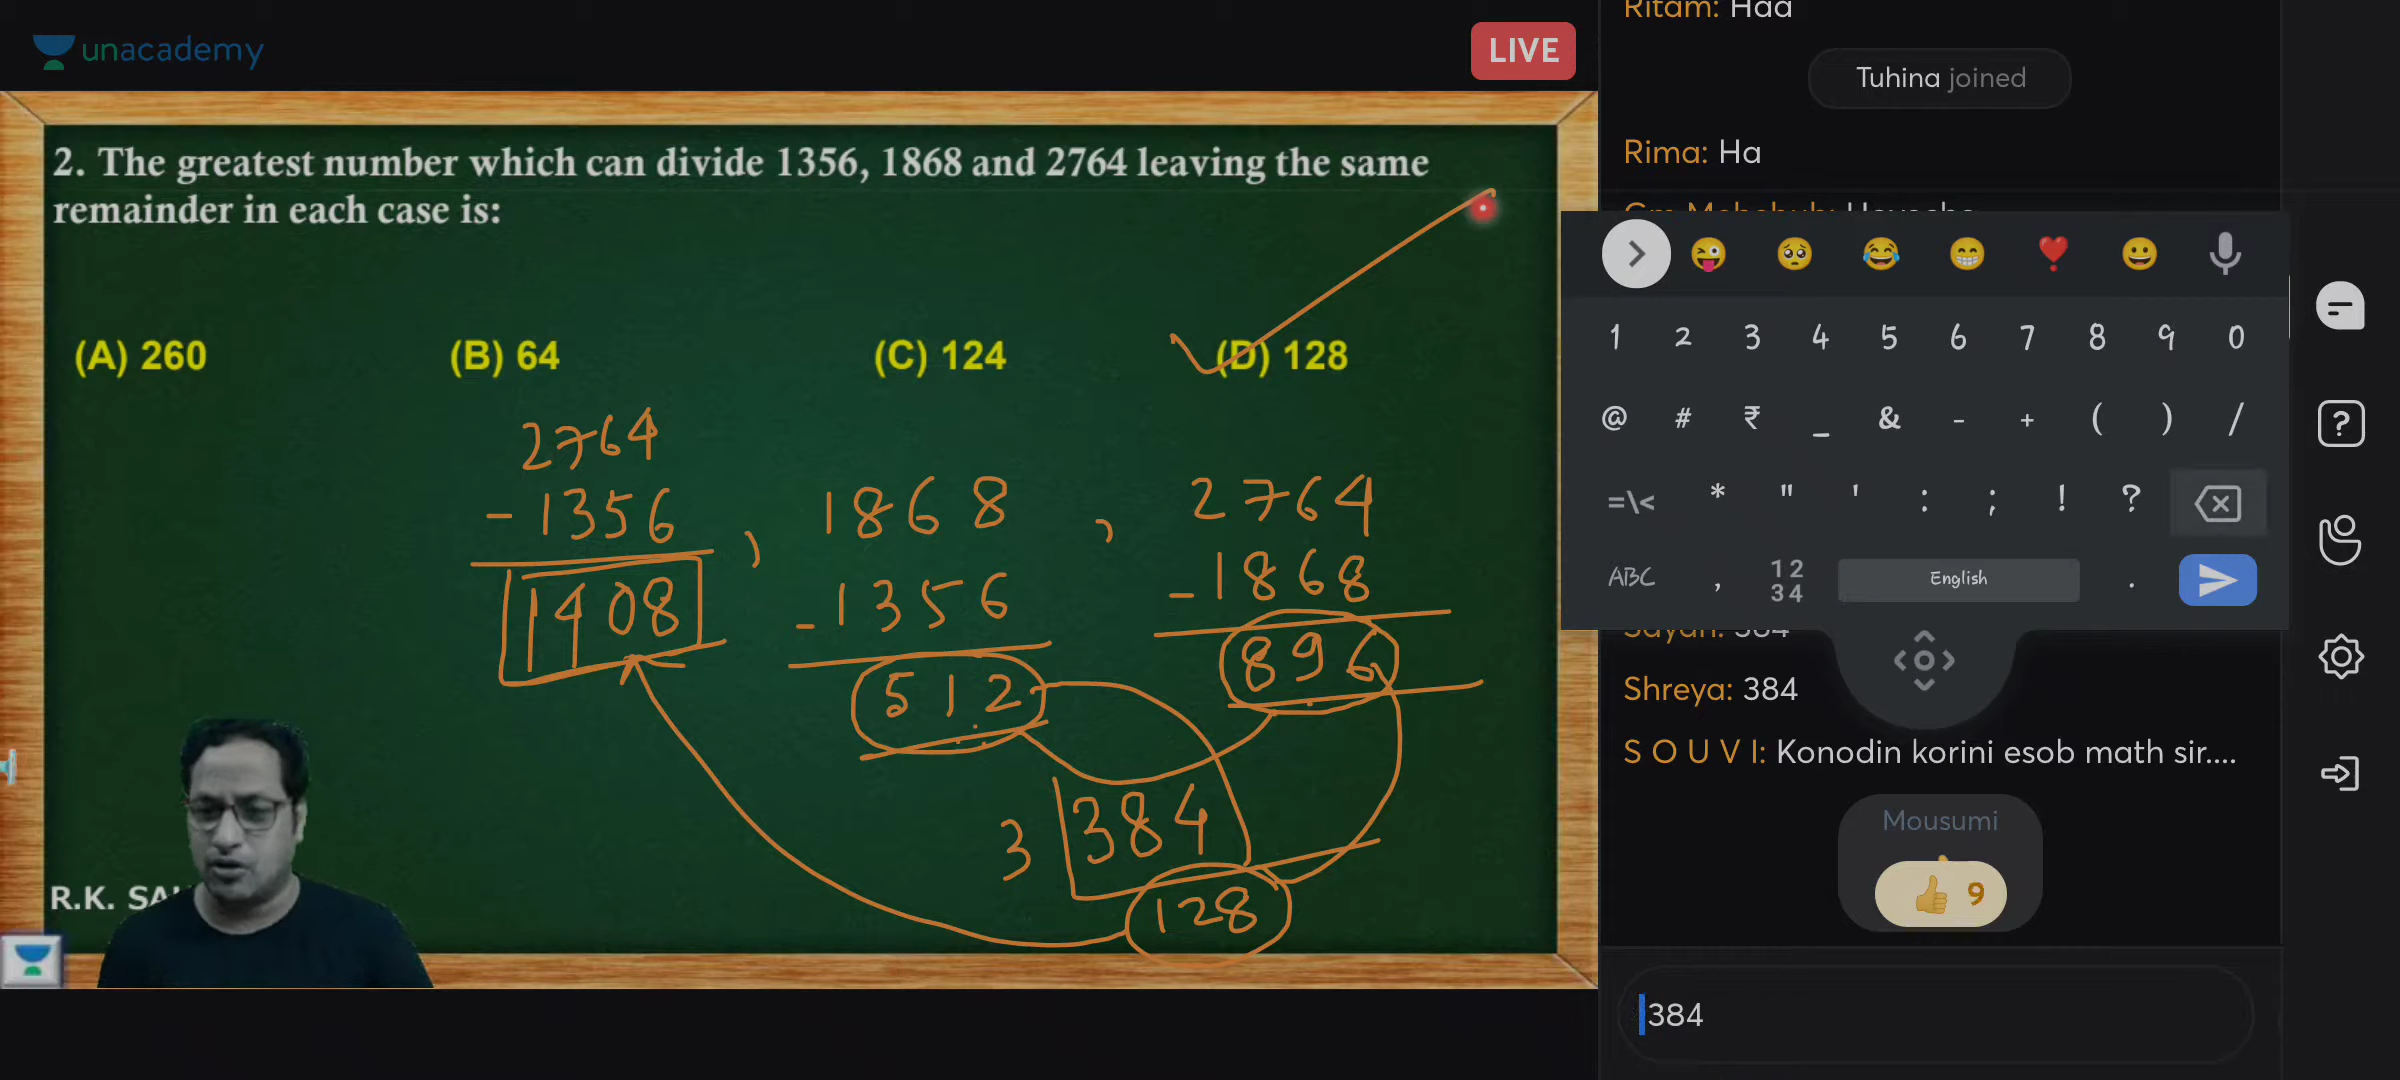 unacademy
LIVE
2. The greatest number which can divide 1356, 1868 and 2764 leaving the same
remainder in each case is:
(A) 260
(B) 64
(C) 124
(D) 128
2764
- 1356
1408
,
1868
- 1356
512
,
2764
- 1868
896
3 384
128
R.K.
Ritam: Haa
Tuhina joined
Rima: Ha
1 2 3 4 5 6 7 8 9 0
@ # ₹ _ & - + ( ) /
=\< * " ' : ; ! ?
ABC , 12 34 English .
Sayan: 384
Shreya: 384
S O U V I: Konodin korini esob math sir....
Mousumi
9
384